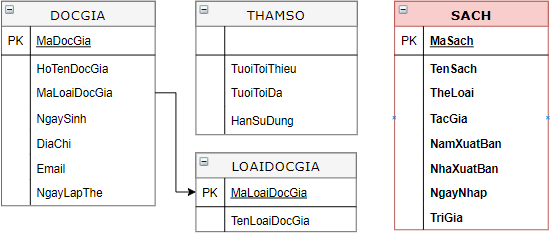 DOCGIA
PK MaDocGia
HoTenDocGia
MaLoaiDocGia
NgaySinh
DiaChi
Email
NgayLapThe
THAMSO
TuoiToiThieu
TuoiToiDa
HanSuDung
LOAIDOCGIA
PK MaLoaiDocGia
TenLoaiDocGia
SACH
PK MaSach
TenSach
TheLoai
TacGia
NamXuatBan
NhaXuatBan
NgayNhap
TriGia